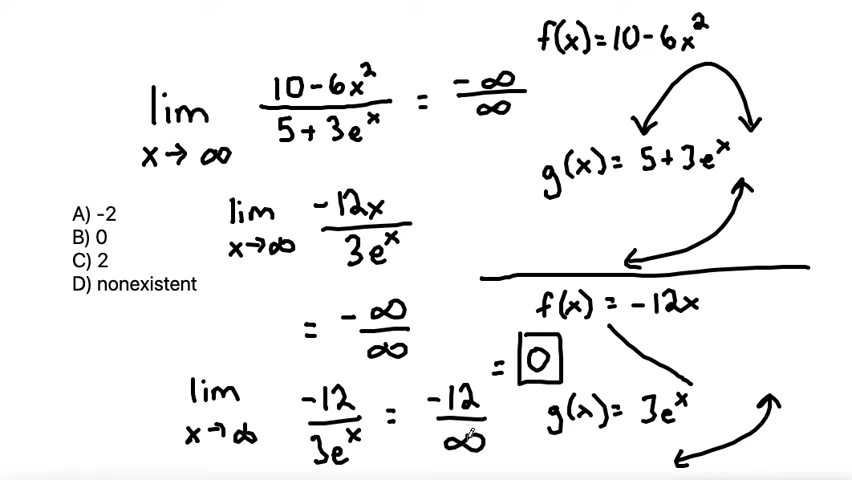 f(x) = 10 - 6x²
lim x → ∞ (10 - 6x²)/(5 + 3eˣ) = -∞/∞
g(x) = 5 + 3eˣ
A) -2
B) 0
C) 2
D) nonexistent
lim x → ∞ -12x/3eˣ
= -∞/∞
f(x) = -12x
g(x) = 3eˣ
lim x → ∞ -12/3eˣ = -12/∞ = 0